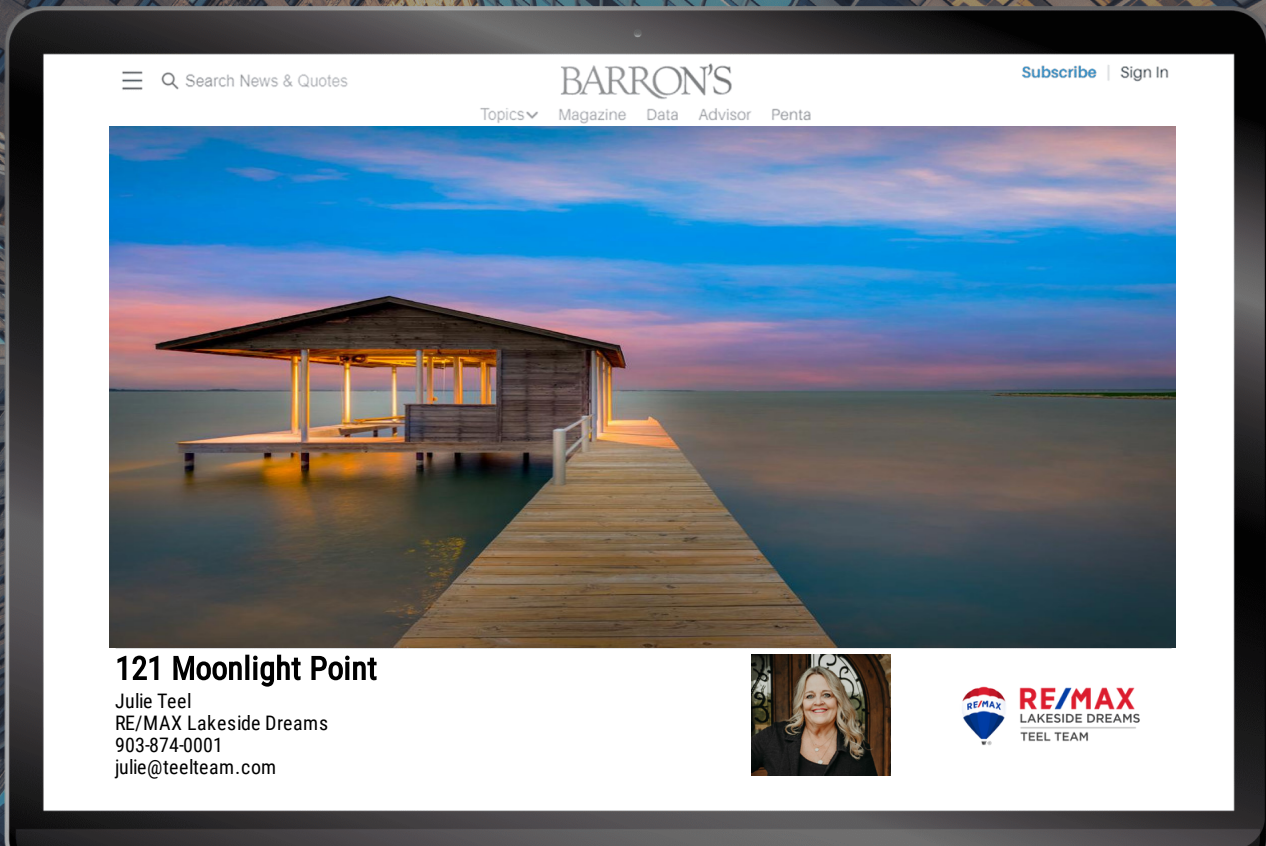 Search News & Quotes
BARRON'S
Subscribe | Sign In
Topics Magazine Data Advisor Penta
121 Moonlight Point
Julie Teel
RE/MAX Lakeside Dreams
903-874-0001
julie@teelteam.com
RE/MAX
RE/MAX
LAKESIDE DREAMS
TEEL TEAM